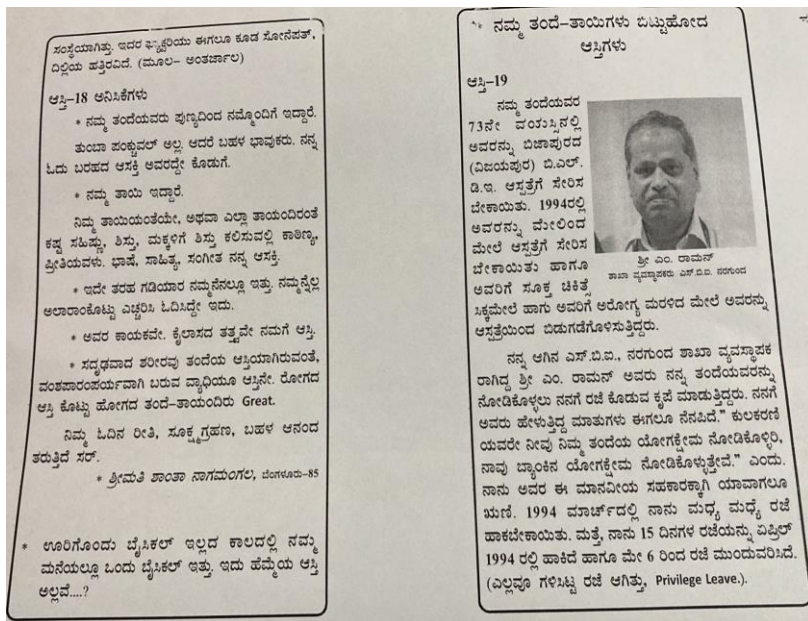 ಸಂಸ್ಥೆಯಾಗಿತ್ತು. ಇದರ ಫ್ಯಾಕ್ಟರಿಯು ಈಗಲೂ ಕೂಡ ಸೋನೆಪತ್,
ದಿಲ್ಲಿಯ ಹತ್ತಿರವಿದೆ. (ಮೂಲ– ಅಂತರ್ಜಾಲ)
ಆಸ್ತಿ–18 ಅನಿಸಿಕೆಗಳು
* ನಮ್ಮ ತಂದೆಯವರು ಪುಣ್ಯದಿಂದ ನಮ್ಮೊಂದಿಗೆ ಇದ್ದಾರೆ.
ತುಂಬಾ ಪಂಕ್ಚುವಲ್ ಅಲ್ಲ. ಆದರೆ ಬಹಳ ಭಾವುಕರು. ನನ್ನ
ಓದು ಬರಹದ ಆಸಕ್ತಿ ಅವರದ್ದೇ ಕೊಡುಗೆ.
* ನಮ್ಮ ತಾಯಿ ಇದ್ದಾರೆ.
ನಿಮ್ಮ ತಾಯಿಯಂತೆಯೇ, ಅಥವಾ ಎಲ್ಲಾ ತಾಯಂದಿರಂತೆ
ಕಷ್ಟ ಸಹಿಷ್ಣು, ಶಿಸ್ತು, ಮಕ್ಕಳಿಗೆ ಶಿಸ್ತು ಕಲಿಸುವಲ್ಲಿ ಕಾಠಿಣ್ಯ,
ಪ್ರೀತಿಯವಳು. ಭಾಷೆ, ಸಾಹಿತ್ಯ, ಸಂಗೀತ ನನ್ನ ಆಸಕ್ತಿ.
* ಇದೇ ತರಹ ಗಡಿಯಾರ ನಮ್ಮನೆನಲ್ಲೂ ಇತ್ತು. ನಮ್ಮನ್ನೆಲ್ಲ
ಅಲಾರಾಂಕೊಟ್ಟು ಎಚ್ಚರಿಸಿ ಓದಿಸಿದ್ದೇ ಇದು.
* ಅವರ ಕಾಯಕವೇ. ಕೈಲಾಸದ ತತ್ತ್ವವೇ ನಮಗೆ ಆಸ್ತಿ.
* ಸದೃಢವಾದ ಶರೀರವು ತಂದೆಯ ಆಸ್ತಿಯಾಗಿರುವಂತೆ,
ವಂಶಪಾರಂಪರ್ಯವಾಗಿ ಬರುವ ವ್ಯಾಧಿಯೂ ಆಸ್ತಿನೇ. ರೋಗದ
ಆಸ್ತಿ ಕೊಟ್ಟು ಹೋಗದ ತಂದೆ–ತಾಯಂದಿರು Great.
ನಿಮ್ಮ ಓದಿನ ರೀತಿ, ಸೂಕ್ಷ್ಮಗ್ರಹಣ, ಬಹಳ ಆನಂದ
ತರುತ್ತಿದೆ ಸರ್.
* ಶ್ರೀಮತಿ ಶಾಂತಾ ನಾಗಮಂಗಲ, ಬೆಂಗಳೂರು–85
* ಊರಿಗೊಂದು ಬೈಸಿಕಲ್ ಇಲ್ಲದ ಕಾಲದಲ್ಲಿ ನಮ್ಮ
ಮನೆಯಲ್ಲೂ ಒಂದು ಬೈಸಿಕಲ್ ಇತ್ತು. ಇದು ಹೆಮ್ಮೆಯ ಆಸ್ತಿ
ಅಲ್ಲವೆ....?
* ನಮ್ಮ ತಂದೆ–ತಾಯಿಗಳು ಬಿಟ್ಟುಹೋದ
ಆಸ್ತಿಗಳು
ಆಸ್ತಿ–19
ನಮ್ಮ ತಂದೆಯವರ
73ನೇ ವಯಸ್ಸಿನಲ್ಲಿ
ಅವರನ್ನು ಬಿಜಾಪುರದ
(ವಿಜಯಪುರ) ಬಿ.ಎಲ್.
ಡಿ.ಇ. ಆಸ್ಪತ್ರೆಗೆ ಸೇರಿಸ
ಬೇಕಾಯಿತು. 1994ರಲ್ಲಿ
ಅವರನ್ನು ಮೇಲಿಂದ
ಮೇಲೆ ಆಸ್ಪತ್ರೆಗೆ ಸೇರಿಸ
ಬೇಕಾಯಿತು ಹಾಗೂ
ಅವರಿಗೆ ಸೂಕ್ತ ಚಿಕಿತ್ಸೆ
ಶ್ರೀ ಎಂ. ರಾಮನ್
ಶಾಖಾ ವ್ಯವಸ್ಥಾಪಕರು ಎಸ್.ಬಿ.ಐ. ನರಗುಂದ
ಸಿಕ್ಕಮೇಲೆ ಹಾಗು ಅವರಿಗೆ ಅರೋಗ್ಯ ಮರಳಿದ ಮೇಲೆ ಅವರನ್ನು
ಆಸ್ಪತ್ರೆಯಿಂದ ಬಿಡುಗಡೆಗೊಳಿಸುತ್ತಿದ್ದರು.
ನನ್ನ ಆಗಿನ ಎಸ್.ಬಿ.ಐ., ನರಗುಂದ ಶಾಖಾ ವ್ಯವಸ್ಥಾಪಕ
ರಾಗಿದ್ದ ಶ್ರೀ ಎಂ. ರಾಮನ್ ಅವರು ನನ್ನ ತಂದೆಯವರನ್ನು
ನೋಡಿಕೊಳ್ಳಲು ನನಗೆ ರಜೆ ಕೊಡುವ ಕೃಪೆ ಮಾಡುತ್ತಿದ್ದರು. ನನಗೆ
ಅವರು ಹೇಳುತ್ತಿದ್ದ ಮಾತುಗಳು ಈಗಲೂ ನೆನಪಿದೆ.” ಕುಲಕರಣಿ
ಯವರೇ ನೀವು ನಿಮ್ಮ ತಂದೆಯ ಯೋಗಕ್ಷೇಮ ನೋಡಿಕೊಳ್ಳಿರಿ,
ನಾವು ಬ್ಯಾಂಕಿನ ಯೋಗಕ್ಷೇಮ ನೋಡಿಕೊಳ್ಳುತ್ತೇವೆ.” ಎಂದು.
ನಾನು ಅವರ ಈ ಮಾನವೀಯ ಸಹಕಾರಕ್ಕಾಗಿ ಯಾವಾಗಲೂ
ಋಣಿ. 1994 ಮಾರ್ಚ್‌ದಲ್ಲಿ ನಾನು ಮಧ್ಯ ಮಧ್ಯೆ ರಜೆ
ಹಾಕಬೇಕಾಯಿತು. ಮತ್ತೆ, ನಾನು 15 ದಿನಗಳ ರಜೆಯನ್ನು ಏಪ್ರಿಲ್
1994 ರಲ್ಲಿ ಹಾಕಿದೆ ಹಾಗೂ ಮೇ 6 ರಿಂದ ರಜೆ ಮುಂದುವರಿಸಿದೆ.
(ಎಲ್ಲವೂ ಗಳಿಸಿಟ್ಟ ರಜೆ ಆಗಿತ್ತು, Privilege Leave.).